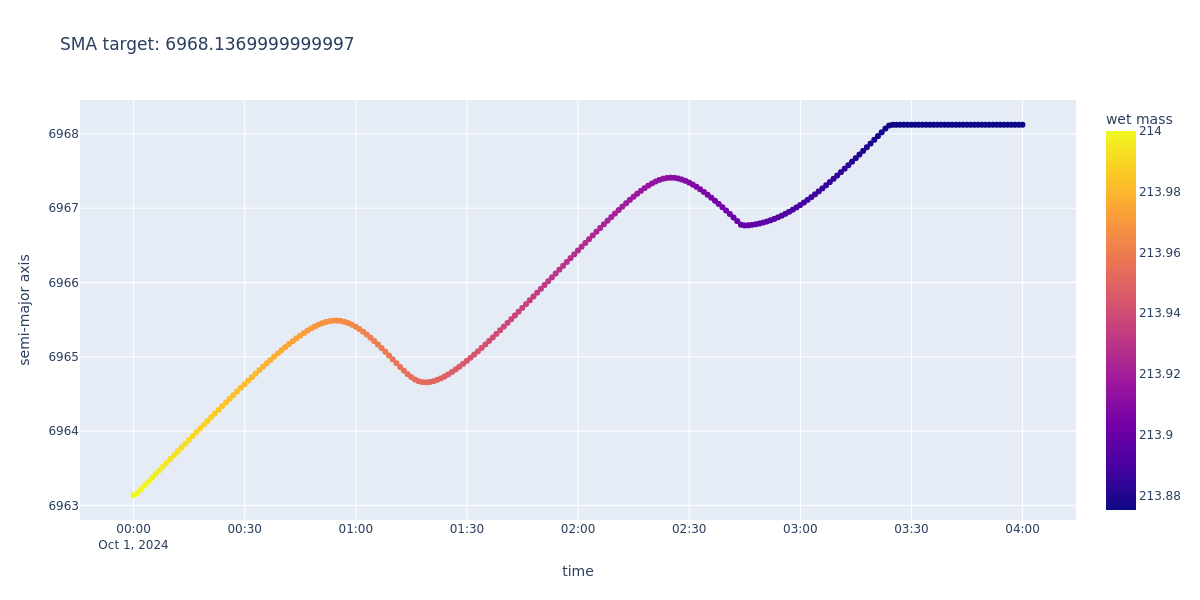 SMA target: 6968.1369999999997
wet mass
214
213.98
213.96
213.94
213.92
213.9
213.88
semi-major axis
6968
6967
6966
6965
6964
6963
00:00 00:30 01:00 01:30 02:00 02:30 03:00 03:30 04:00
Oct 1, 2024
time